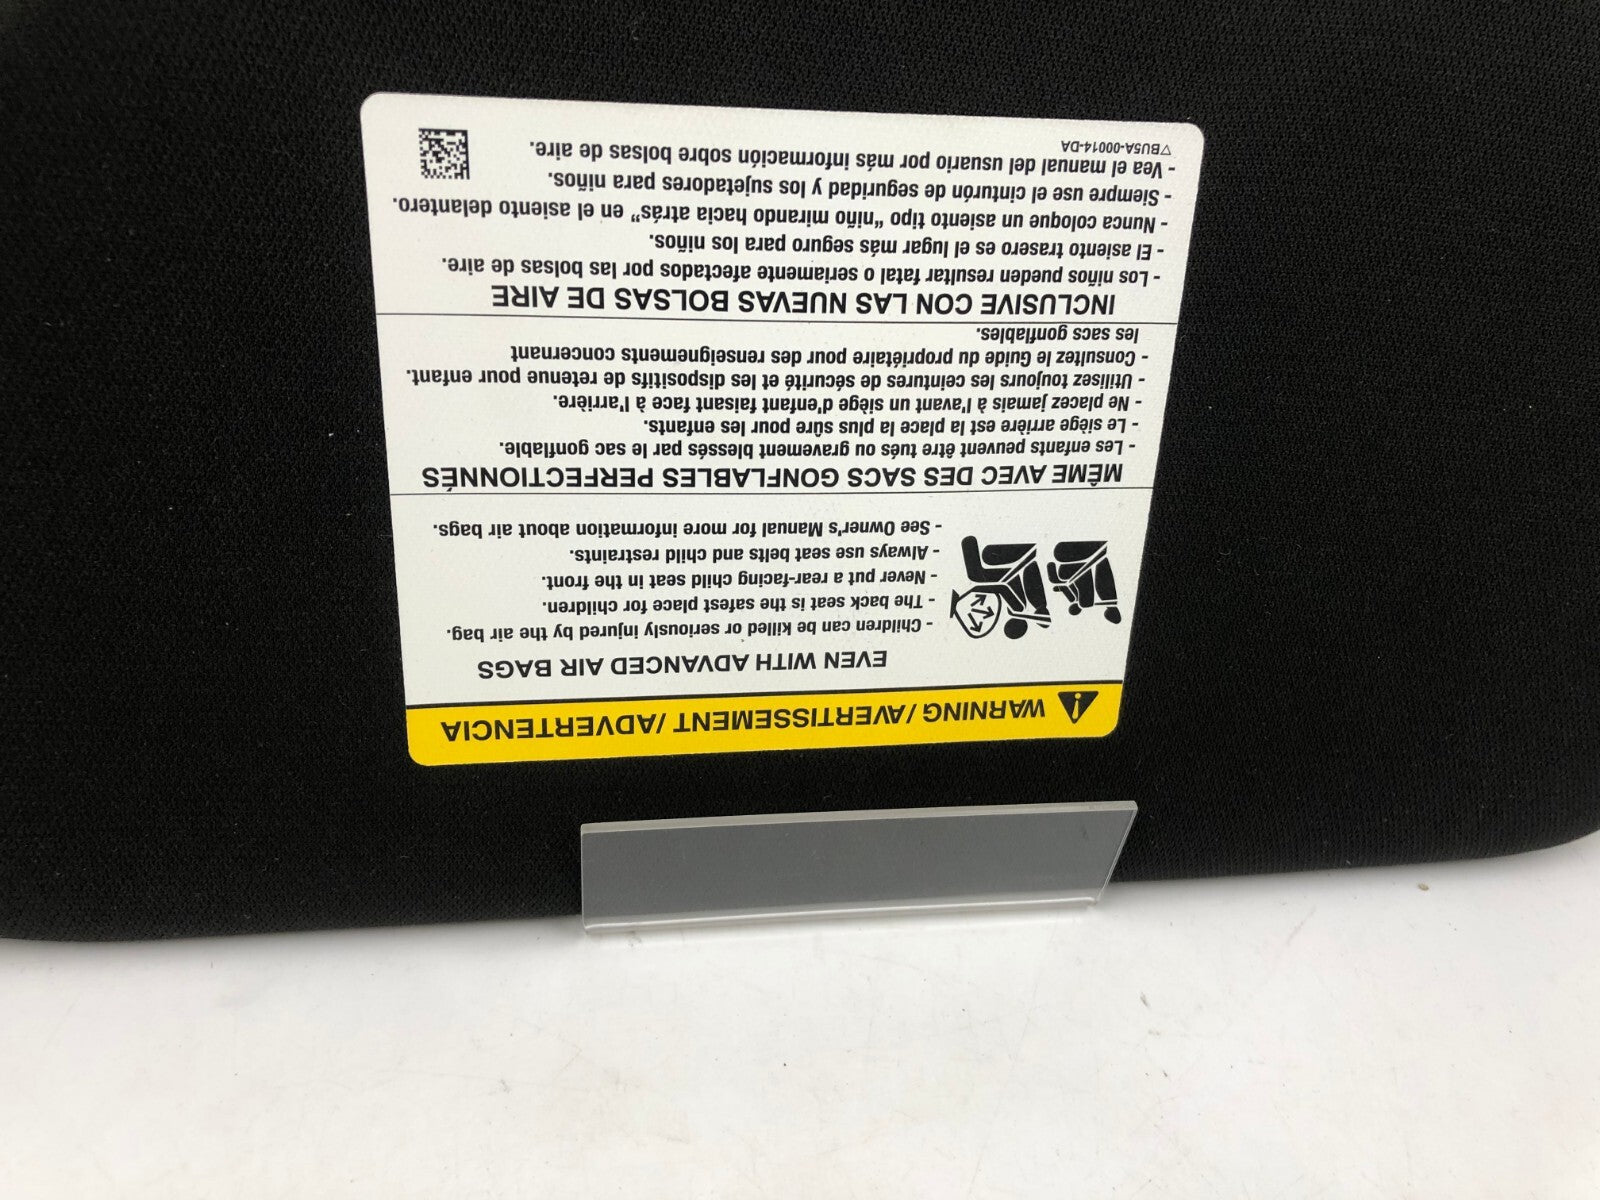 WARNING / AVERTISSEMENT / ADVERTENCIA
EVEN WITH ADVANCED AIR BAGS
- Children can be killed or seriously injured by the air bag.
- The back seat is the safest place for children.
- Never put a rear-facing child seat in the front.
- Always use seat belts and child restraints.
- See Owner's Manual for more information about air bags.
MÊME AVEC DES SACS GONFLABLES PERFECTIONNÉS
- Les enfants peuvent être tués ou gravement blessés par le sac gonflable.
- Le siège arrière est la place la plus sûre pour les enfants.
- Ne placez jamais à l'avant un siège d'enfant faisant face à l'arrière.
- Utilisez toujours les ceintures de sécurité et les dispositifs de retenue pour enfant.
- Consultez le Guide du propriétaire pour des renseignements concernant
les sacs gonflables.
INCLUSIVE CON LAS NUEVAS BOLSAS DE AIRE
- Los niños pueden resultar fatal o seriamente afectados por las bolsas de aire.
- El asiento trasero es el lugar más seguro para los niños.
- Nunca coloque un asiento tipo "niño mirando hacia atrás" en el asiento delantero.
- Siempre use el cinturón de seguridad y los sujetadores para niños.
- Vea el manual del usuario por más información sobre bolsas de aire.
▽BU5A-00014-DA